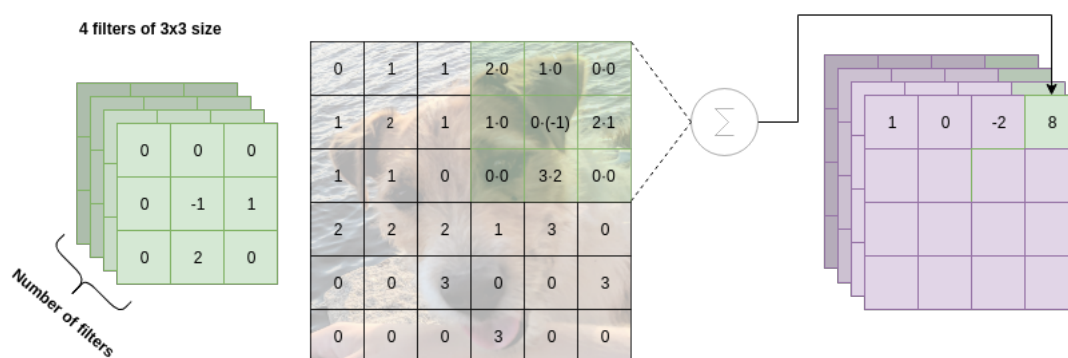 4 filters of 3x3 size
0 0 0
0 -1 1
0 2 0
Number of filters
0 1 1 2·0 1·0 0·0
1 2 1 1·0 0·(-1) 2·1
1 1 0 0·0 3·2 0·0
2 2 2 1 3 0
0 0 3 0 0 3
0 0 0 3 0 0
Σ
1 0 -2 8